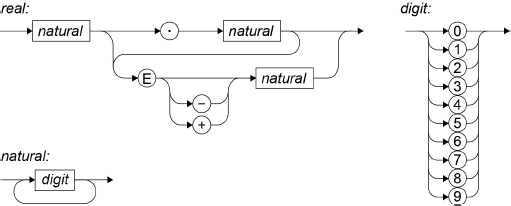 real:
natural . natural
E natural
−
+
natural:
digit
digit:
0
1
2
3
4
5
6
7
8
9